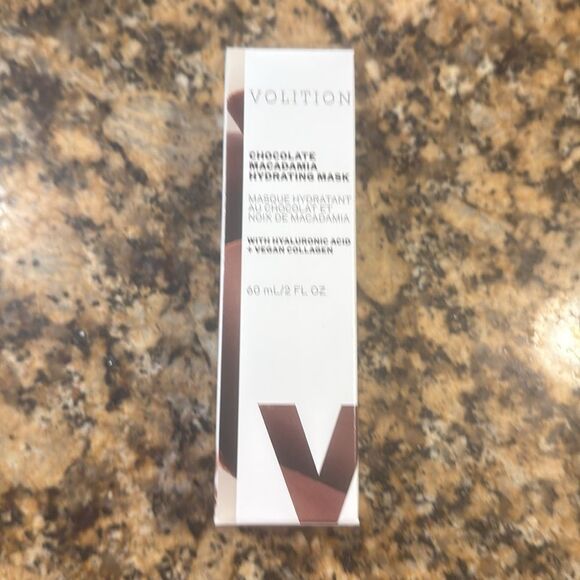 VOLITION
CHOCOLATE
MACADAMIA
HYDRATING MASK
MASQUE HYDRATANT
AU CHOCOLAT ET
NOIX DE MACADAMIA
WITH HYALURONIC ACID
+ VEGAN COLLAGEN
60 mL/2 FL. OZ.
V